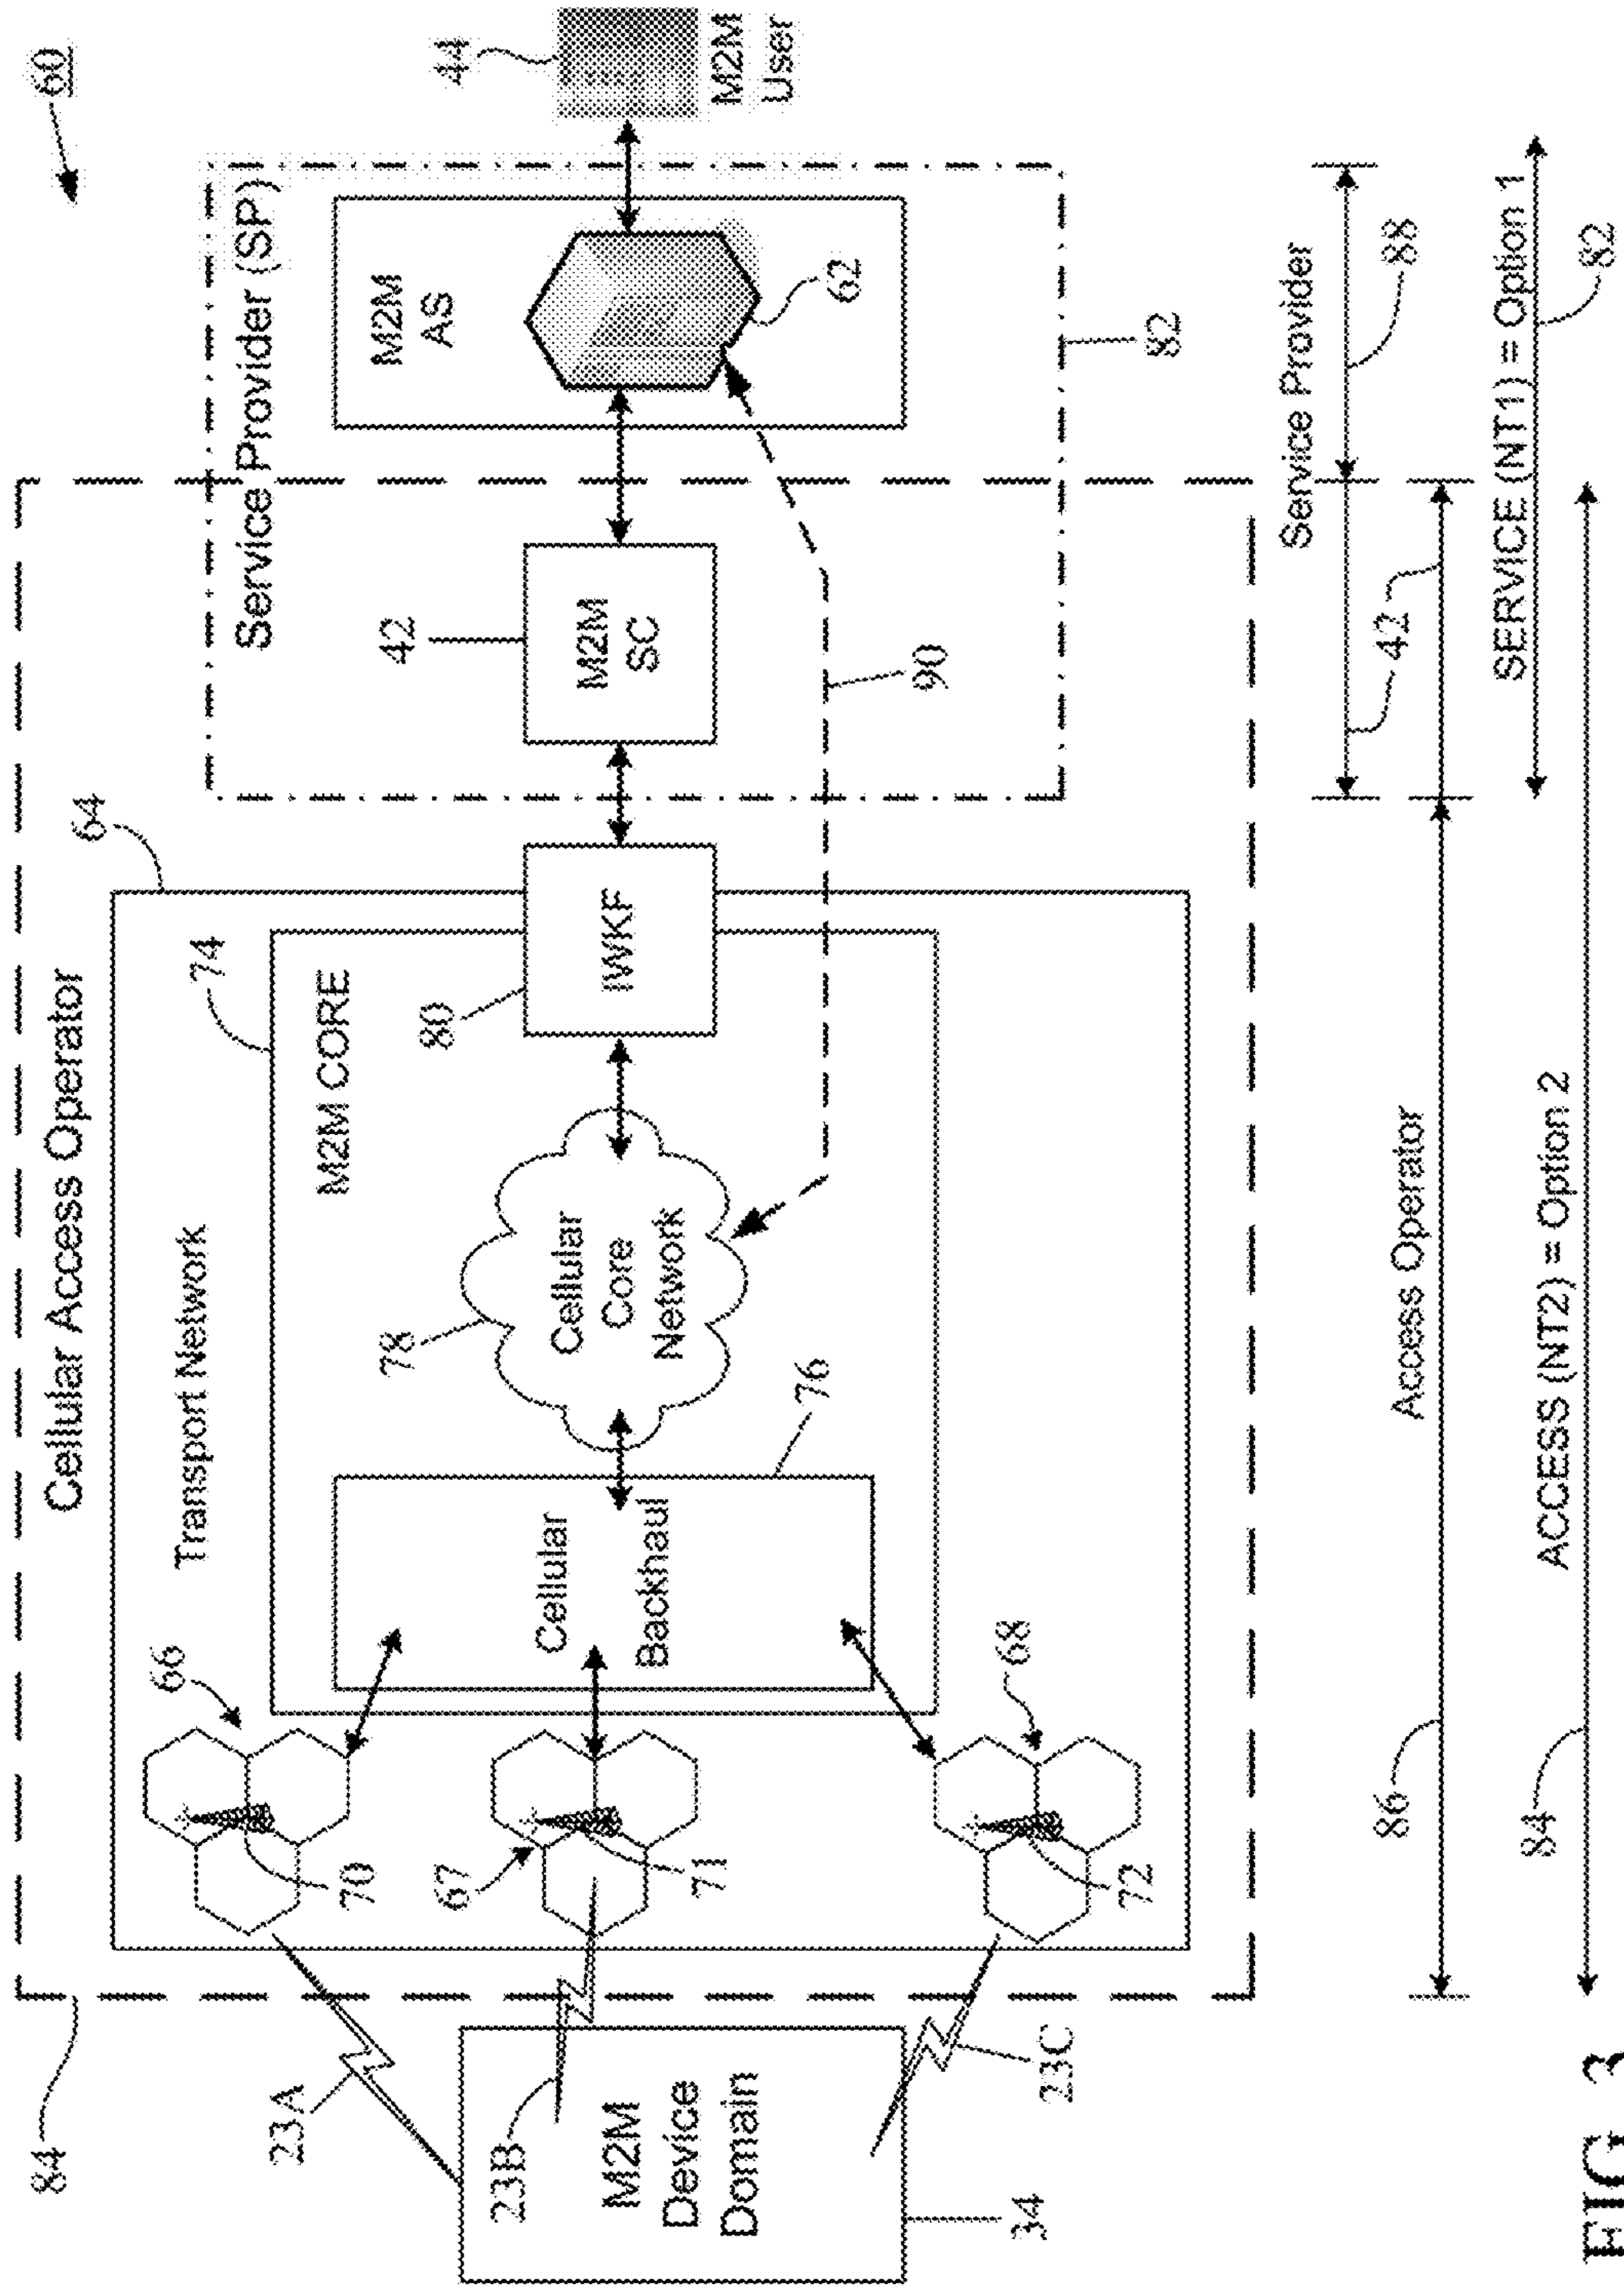 60
Cellular Access Operator
64
Transport Network
74
M2M CORE
66
70
67
71
68
72
Cellular
Backhaul
76
Cellular
Core
Network
78
IWKF
80
Service Provider (SP)
42
M2M
SC
M2M
AS
62
90
82
44
M2M
User
84
23A
23B
23C
M2M
Device
Domain
34
Service Provider
88
42
Access Operator
86
SERVICE (NT1) = Option 1
82
ACCESS (NT2) = Option 2
84
FIG. 3